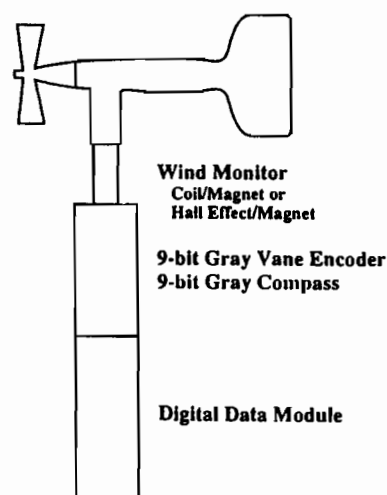 Wind Monitor
Coil/Magnet or
Hall Effect/Magnet
9-bit Gray Vane Encoder
9-bit Gray Compass
Digital Data Module